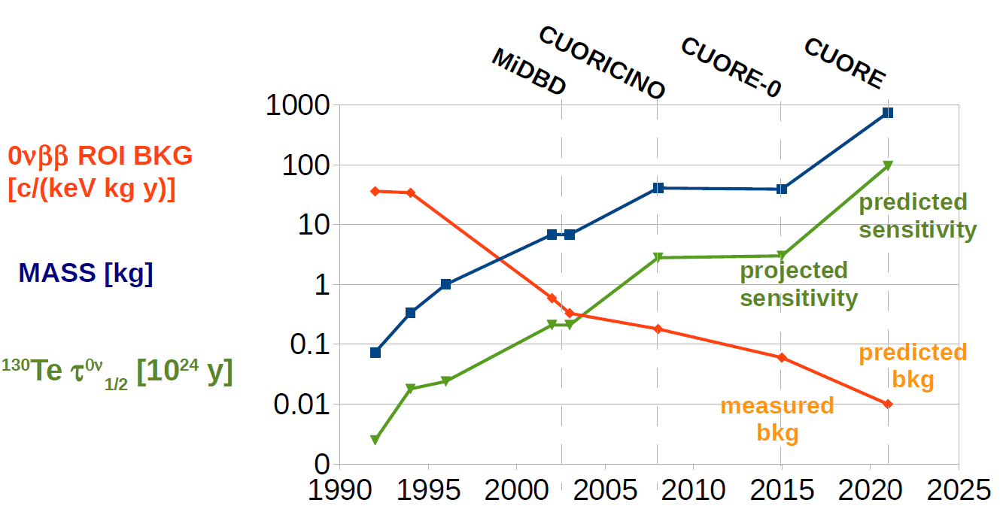 MiDBD
CUORICINO
CUORE-0
CUORE
0νββ ROI BKG
[c/(keV kg y)]
MASS [kg]
¹³⁰Te τ⁰ν1/2 [10²⁴ y]
1000
100
10
1
0.1
0.01
0
predicted
sensitivity
projected
sensitivity
predicted
bkg
measured
bkg
1990 1995 2000 2005 2010 2015 2020 2025